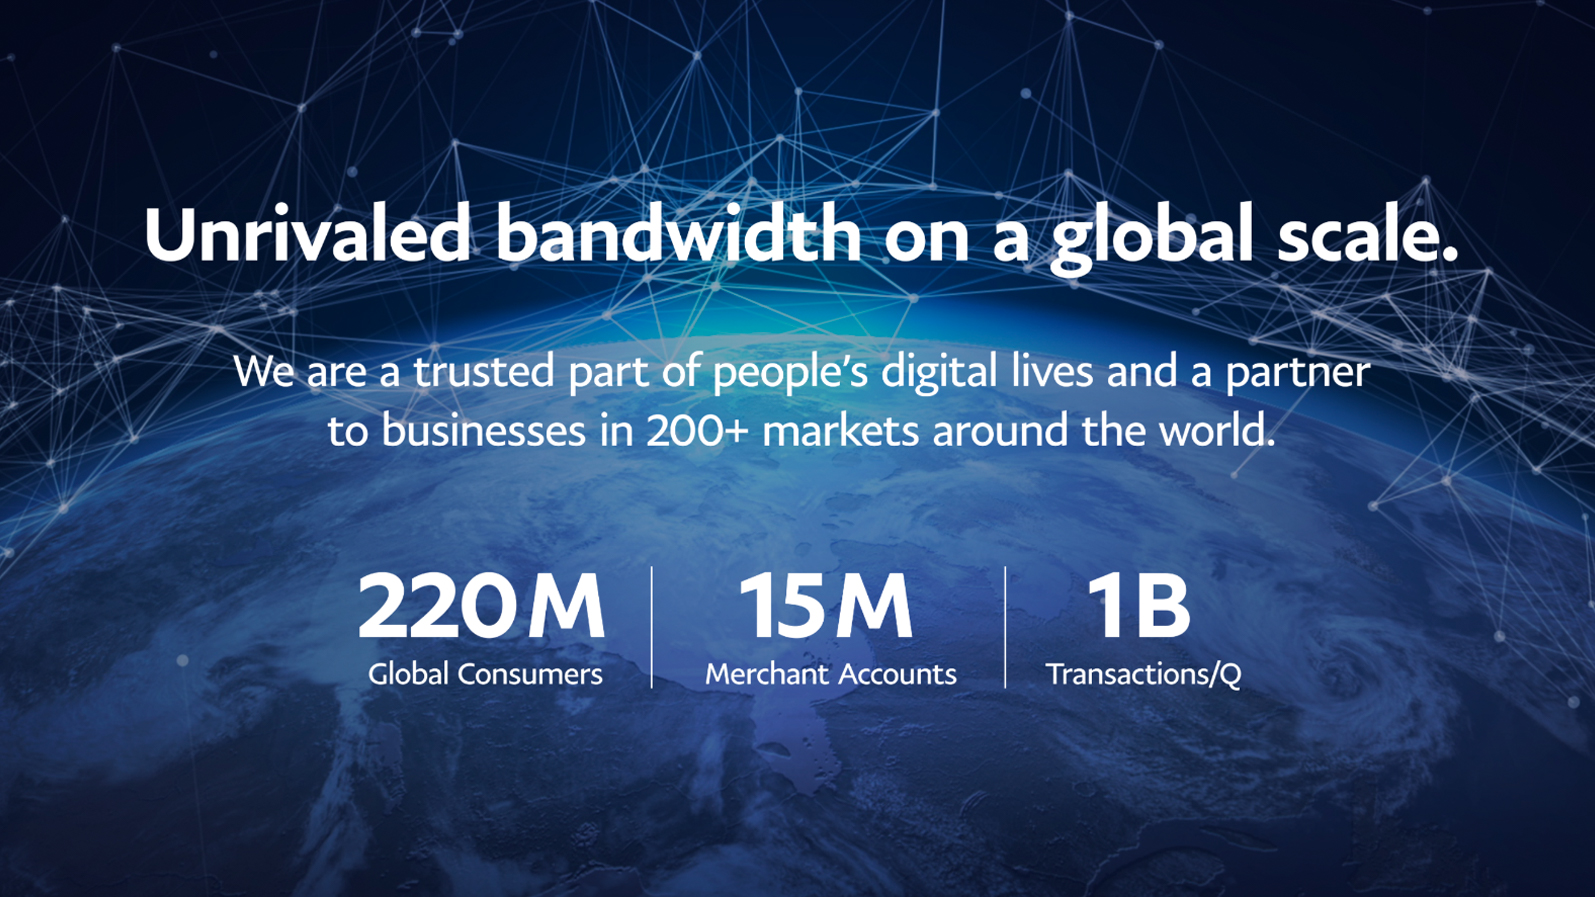 Unrivaled bandwidth on a global scale.
We are a trusted part of people’s digital lives and a partner
to businesses in 200+ markets around the world.
220M
Global Consumers
15M
Merchant Accounts
1B
Transactions/Q